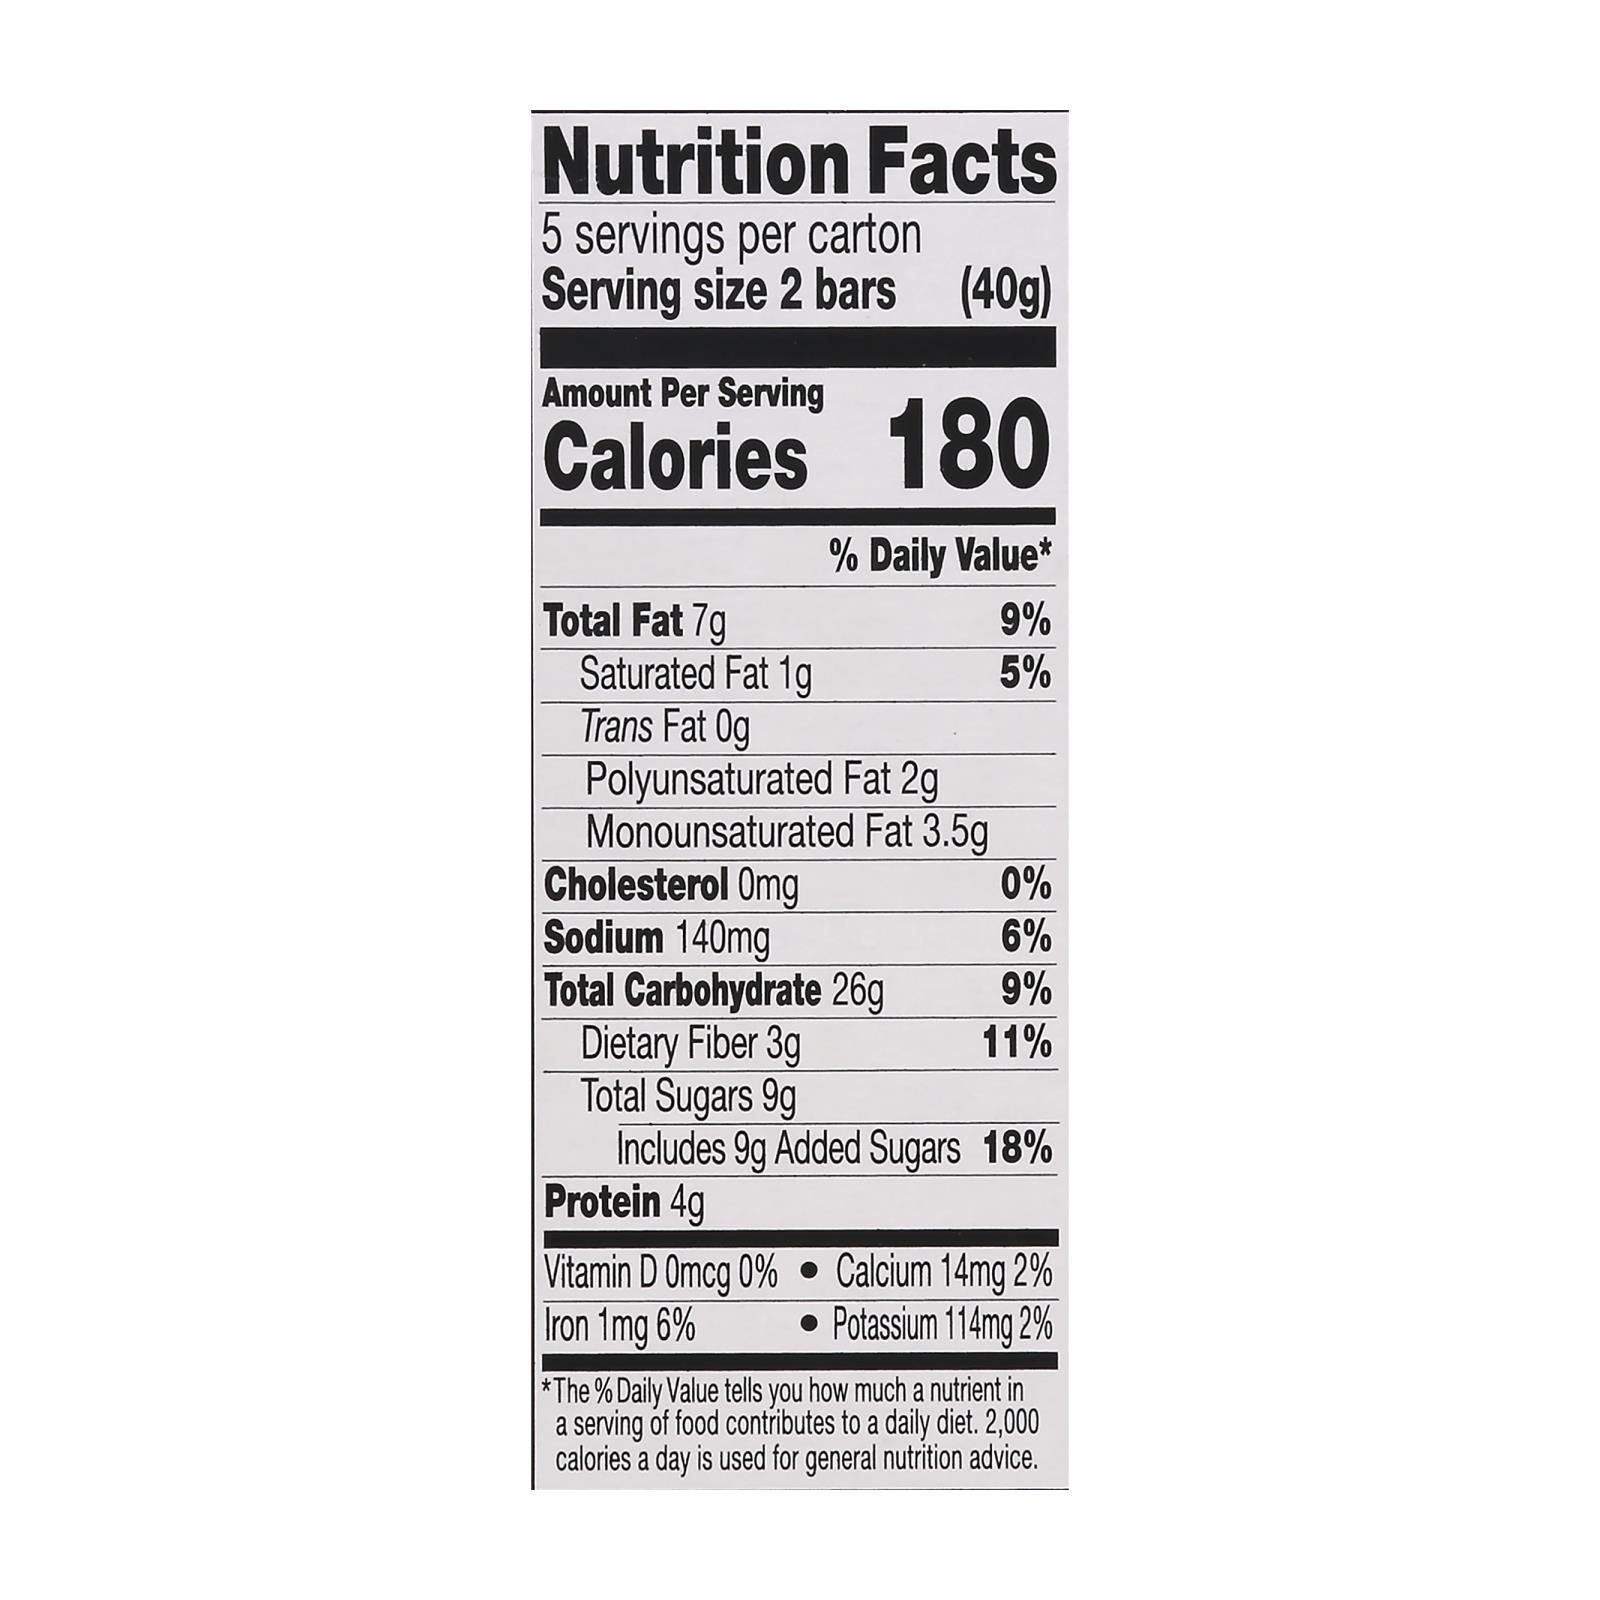 Nutrition Facts
5 servings per carton
Serving size 2 bars (40g)
Amount Per Serving
Calories 180
% Daily Value*
Total Fat 7g 9%
Saturated Fat 1g 5%
Trans Fat 0g
Polyunsaturated Fat 2g
Monounsaturated Fat 3.5g
Cholesterol 0mg 0%
Sodium 140mg 6%
Total Carbohydrate 26g 9%
Dietary Fiber 3g 11%
Total Sugars 9g
Includes 9g Added Sugars 18%
Protein 4g
Vitamin D 0mcg 0% • Calcium 14mg 2%
Iron 1mg 6% • Potassium 114mg 2%
*The % Daily Value tells you how much a nutrient in
a serving of food contributes to a daily diet. 2,000
calories a day is used for general nutrition advice.